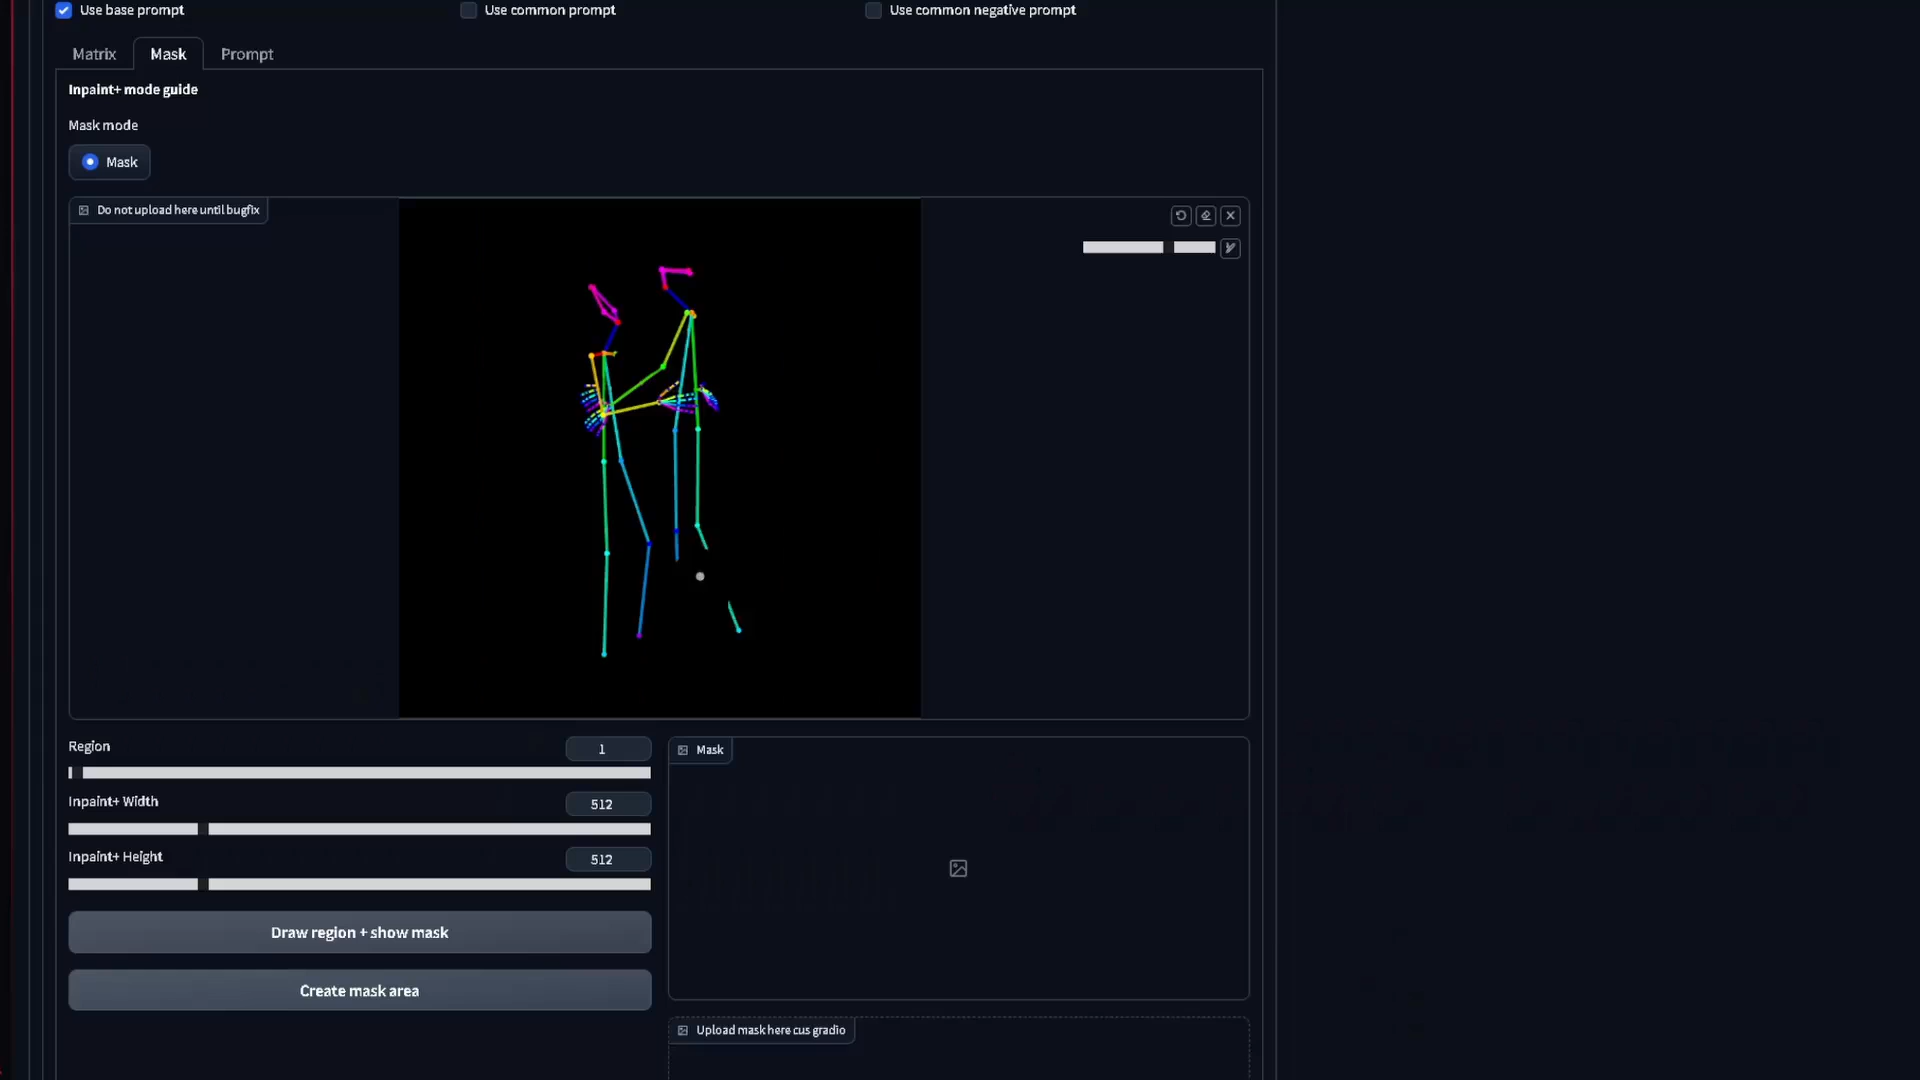 Use base prompt
Use common prompt
Use common negative prompt
Matrix
Mask
Prompt
Inpaint+ mode guide
Mask mode
Mask
Do not upload here until bugfix
Region
1
Inpaint+ Width
512
Inpaint+ Height
512
Draw region + show mask
Create mask area
Mask
Upload mask here cus gradio